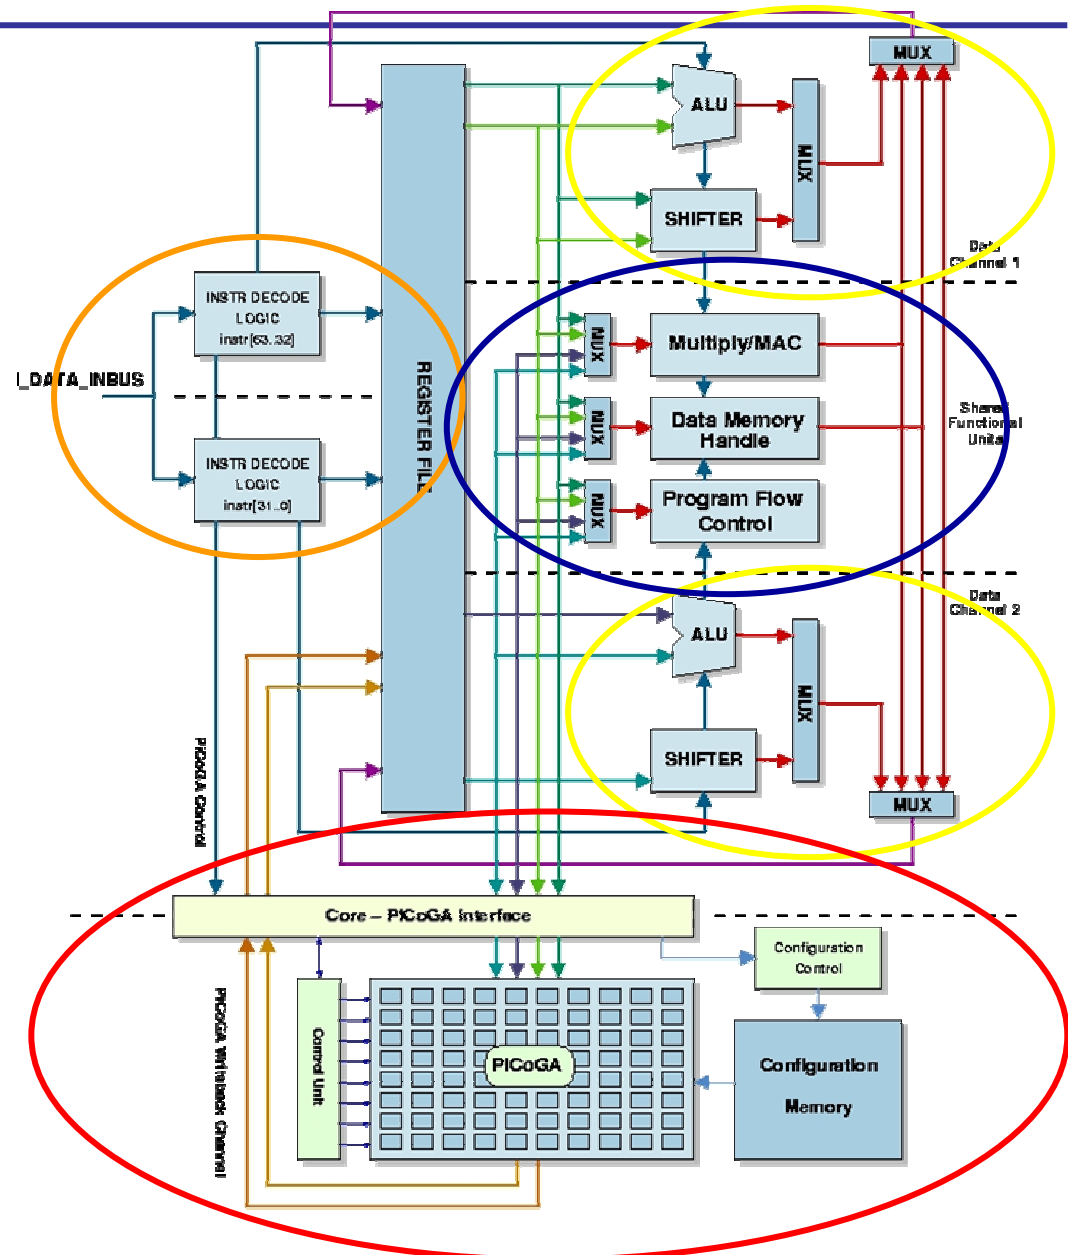 MUX
ALU
MUX
SHIFTER
Data
Channel 1
INSTR DECODE
LOGIC
instr[63..32]
I_DATA_INBUS
REGISTER FILE
MUX
Multiply/MAC
MUX
Data Memory
Handle
Shared
Functional
Units
INSTR DECODE
LOGIC
instr[31..0]
MUX
Program Flow
Control
Data
Channel 2
ALU
MUX
SHIFTER
MUX
PiCoGA Control
Core – PiCoGA Interface
Configuration
Control
PiCoGA Writeback Channel
Control Unit
PiCoGA
Configuration
Memory